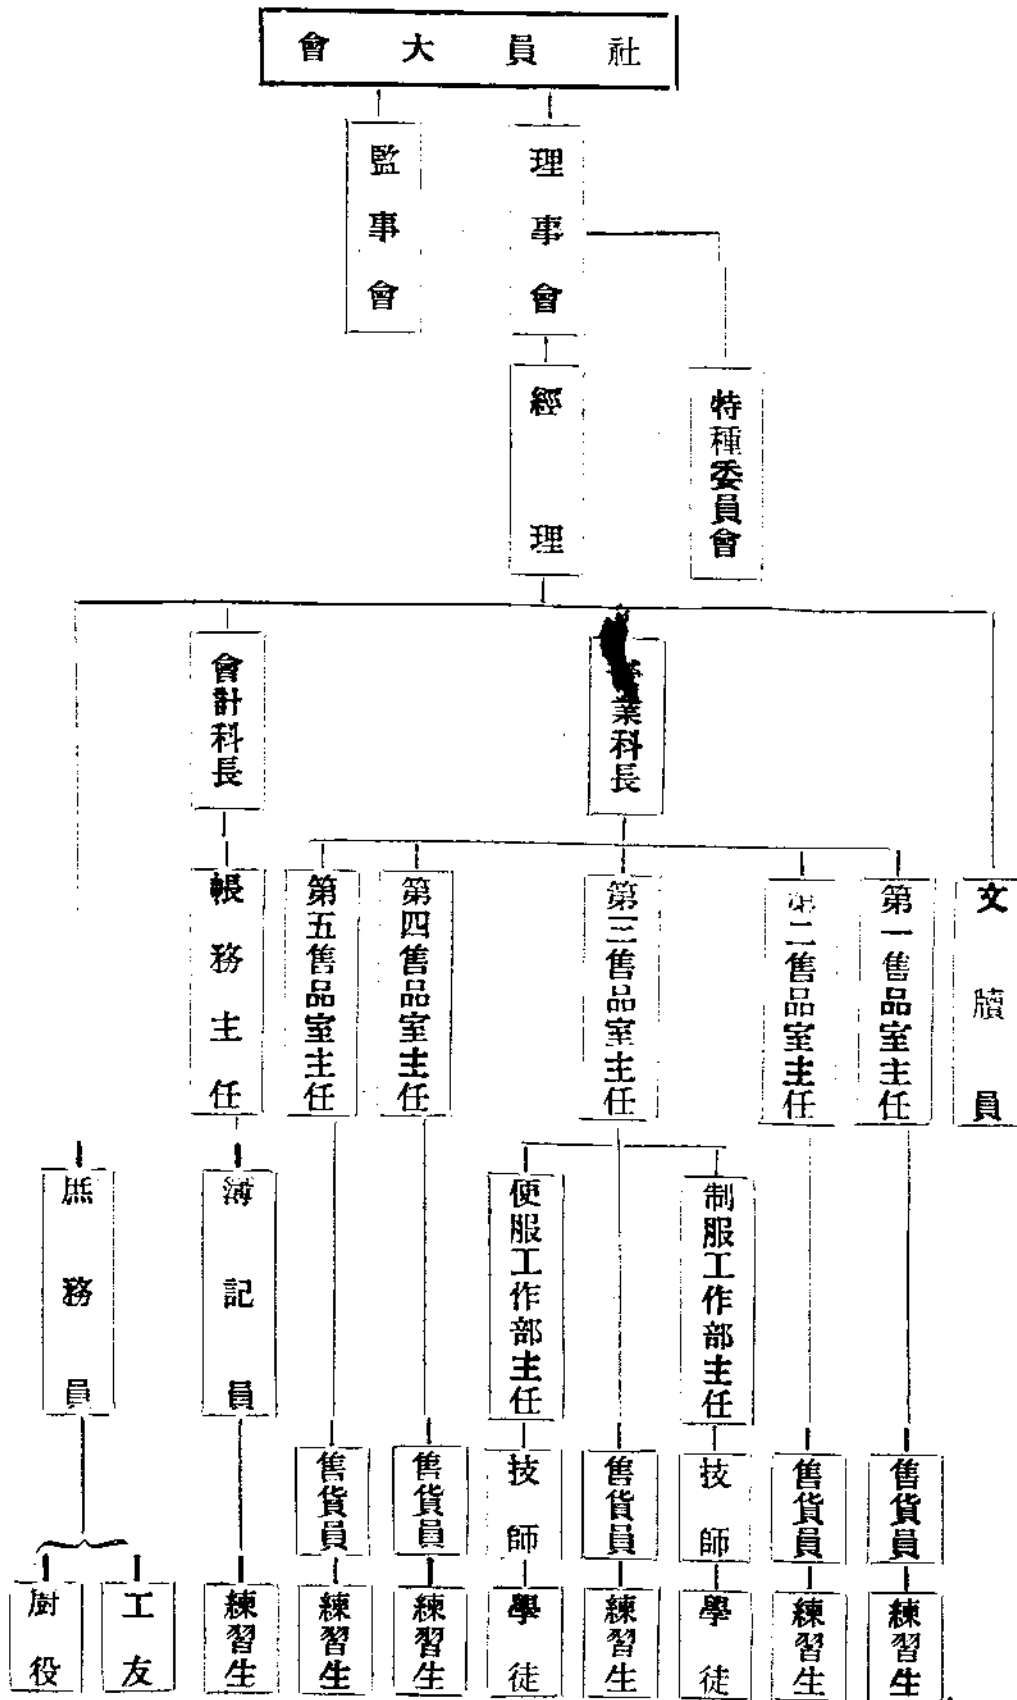 社員大會
理事會
監事會
經理
特種委員會
業科長
會計科長
文牘員
第一售品室主任
第二售品室主任
第三售品室主任
第四售品室主任
第五售品室主任
帳務主任
制服工作部主任
便服工作部主任
簿記員
庶務員
售貨員
售貨員
技師
售貨員
技師
售貨員
售貨員
練習生
練習生
學徒
練習生
學徒
練習生
練習生
練習生
工友
廚役